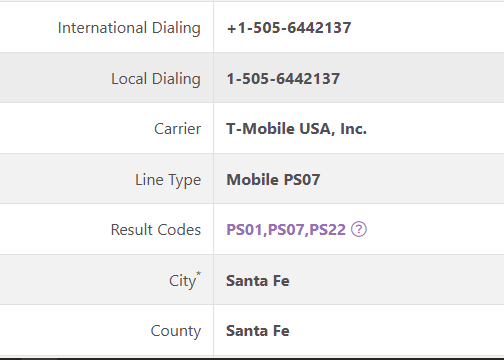 International Dialing +1-505-6442137
Local Dialing 1-505-6442137
Carrier T-Mobile USA, Inc.
Line Type Mobile PS07
Result Codes PS01,PS07,PS22 ?
City* Santa Fe
County Santa Fe